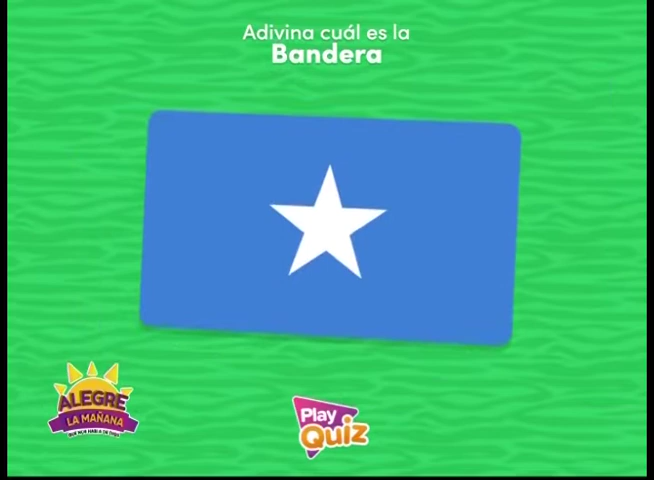 Adivina cuál es la
Bandera
ALEGRE
LA MAÑANA
Play
Quiz